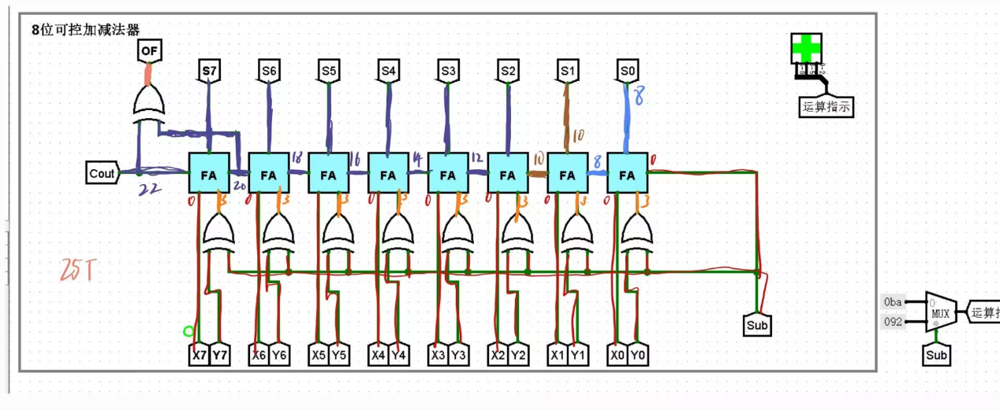 8位可控加减法器
OF
S7 S6 S5 S4 S3 S2 S1 S0
8
运算指示
10
Cout FA 18 FA 16 FA 14 FA 12 FA 10 FA 8 FA 0
22 20
0 3 0 3 0 3 0 3 0 3 0 3 0 3 0 3
25T
0ba
092
0
MUX
运算指
Sub
X7 Y7 X6 Y6 X5 Y5 X4 Y4 X3 Y3 X2 Y2 X1 Y1 X0 Y0
Sub